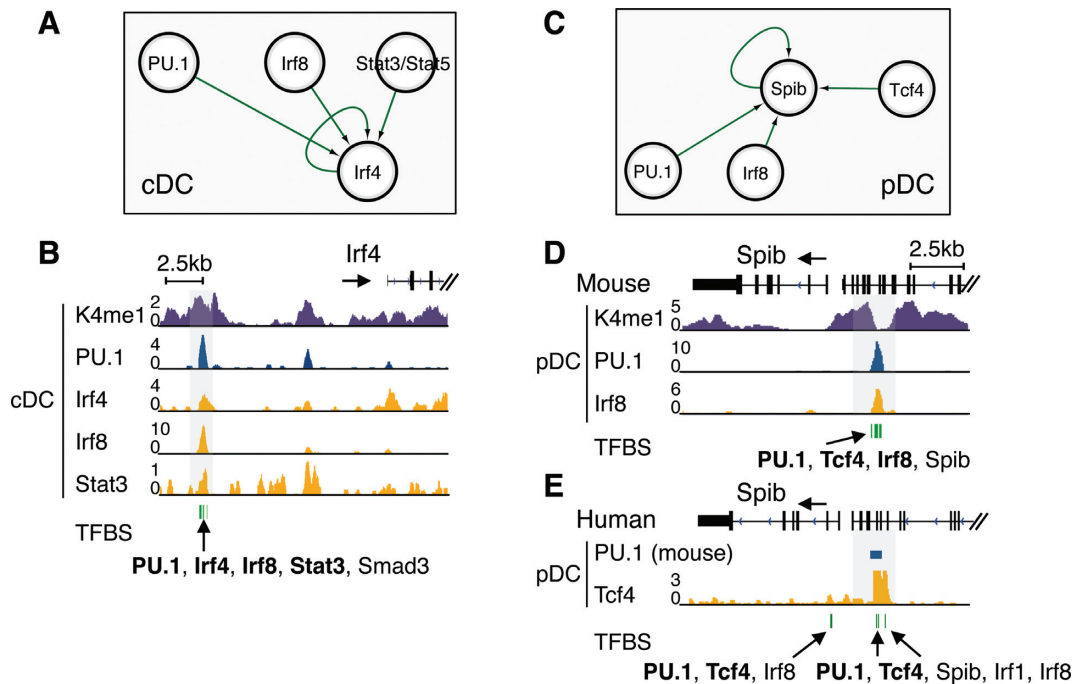 A
PU.1
Irf8
Stat3/Stat5
Irf4
cDC
B
2.5kb
Irf4
cDC
K4me1
2
0
PU.1
4
0
Irf4
4
0
Irf8
10
0
Stat3
1
0
TFBS
PU.1, Irf4, Irf8, Stat3, Smad3
C
Spib
Tcf4
PU.1
Irf8
pDC
D
Spib
2.5kb
Mouse
pDC
K4me1
5
0
PU.1
10
0
Irf8
6
0
TFBS
PU.1, Tcf4, Irf8, Spib
E
Spib
Human
pDC
PU.1 (mouse)
Tcf4
3
0
TFBS
PU.1, Tcf4, Irf8
PU.1, Tcf4, Spib, Irf1, Irf8